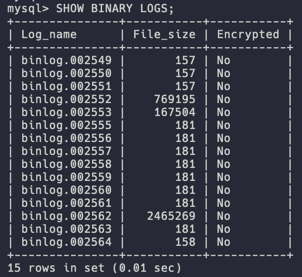 mysql> SHOW BINARY LOGS;
+---------------+-----------+-----------+
| Log_name      | File_size | Encrypted |
+---------------+-----------+-----------+
| binlog.002549 |       157 | No        |
| binlog.002550 |       157 | No        |
| binlog.002551 |       157 | No        |
| binlog.002552 |    769195 | No        |
| binlog.002553 |    167504 | No        |
| binlog.002555 |       181 | No        |
| binlog.002556 |       181 | No        |
| binlog.002557 |       181 | No        |
| binlog.002558 |       181 | No        |
| binlog.002559 |       181 | No        |
| binlog.002560 |       181 | No        |
| binlog.002561 |       181 | No        |
| binlog.002562 |   2465269 | No        |
| binlog.002563 |       181 | No        |
| binlog.002564 |       158 | No        |
+---------------+-----------+-----------+
15 rows in set (0.01 sec)